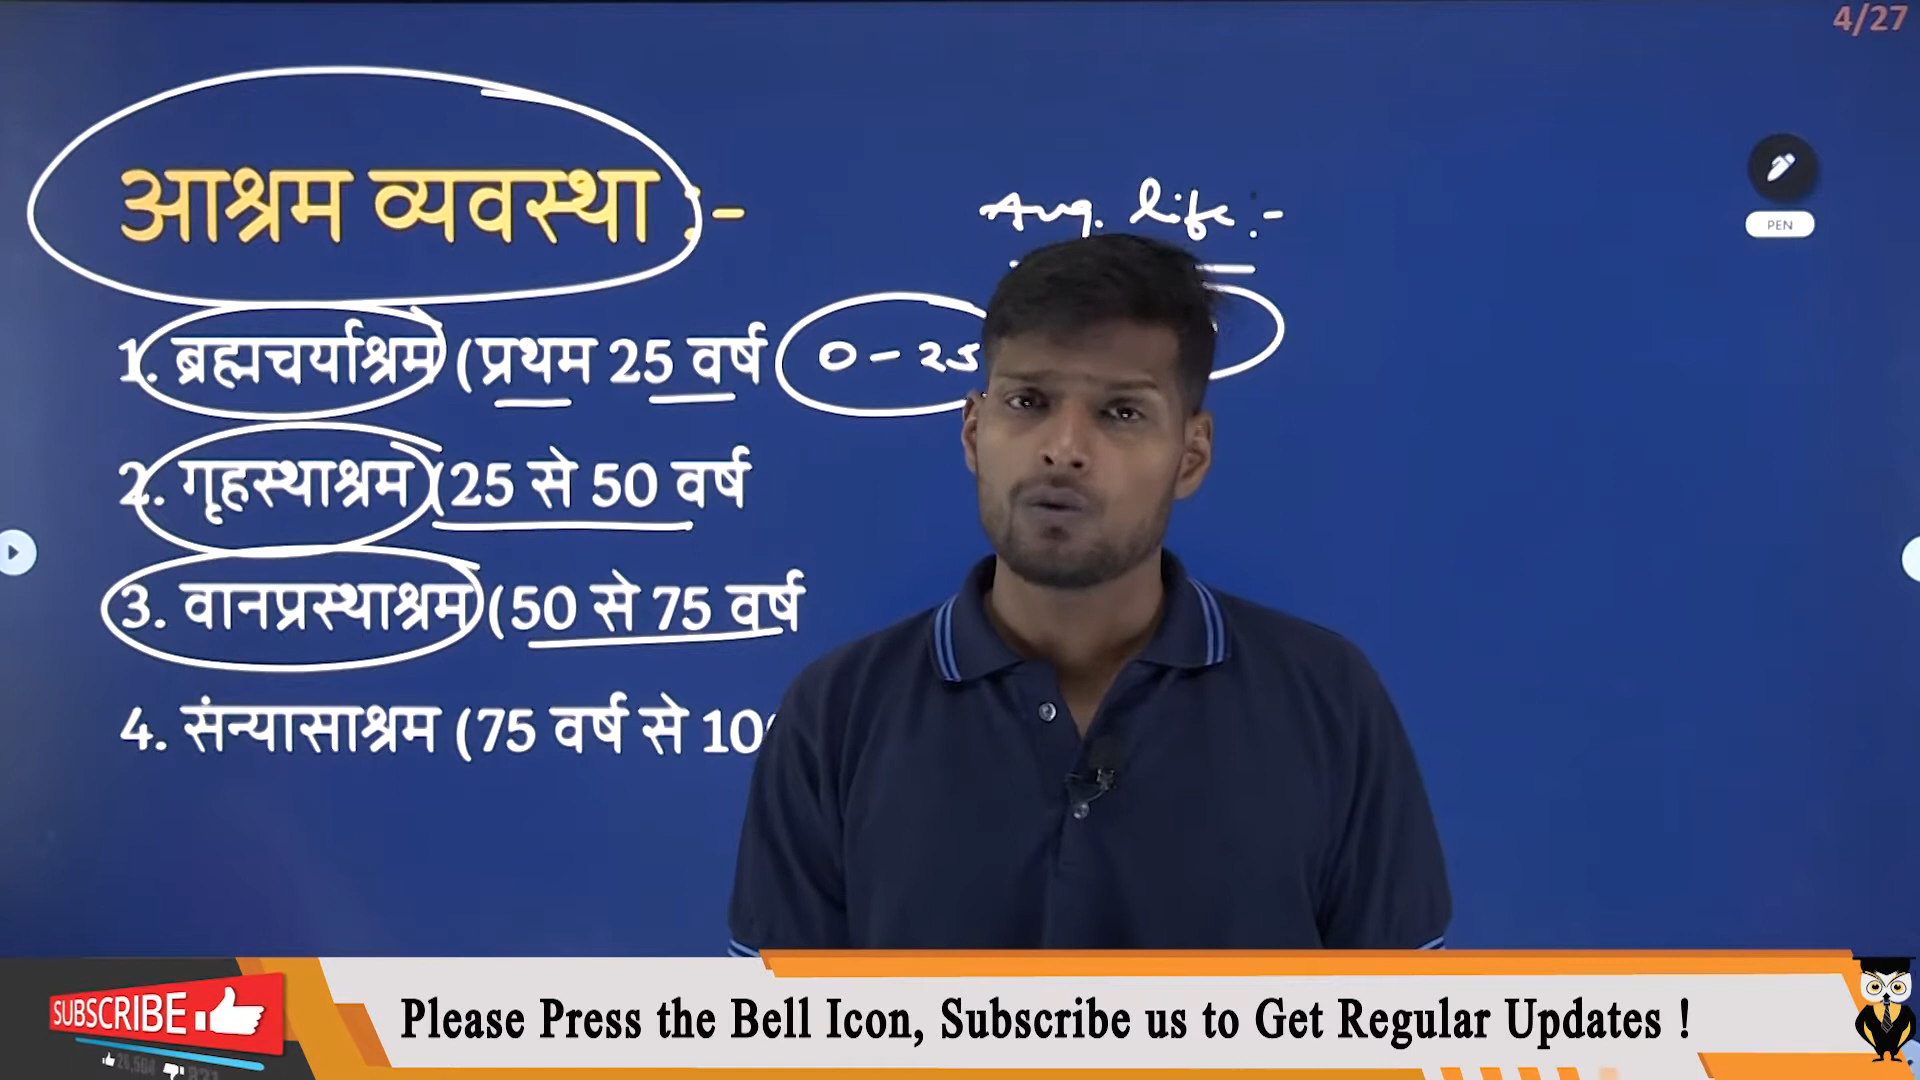 4/27
आश्रम व्यवस्था :-
Avg. life :-
PEN
1. ब्रह्मचर्याश्रम (प्रथम 25 वर्ष 0 - 25
2. गृहस्थाश्रम (25 से 50 वर्ष
3. वानप्रस्थाश्रम (50 से 75 वर्ष
4. संन्यासाश्रम (75 वर्ष से
SUBSCRIBE
Please Press the Bell Icon, Subscribe us to Get Regular Updates !